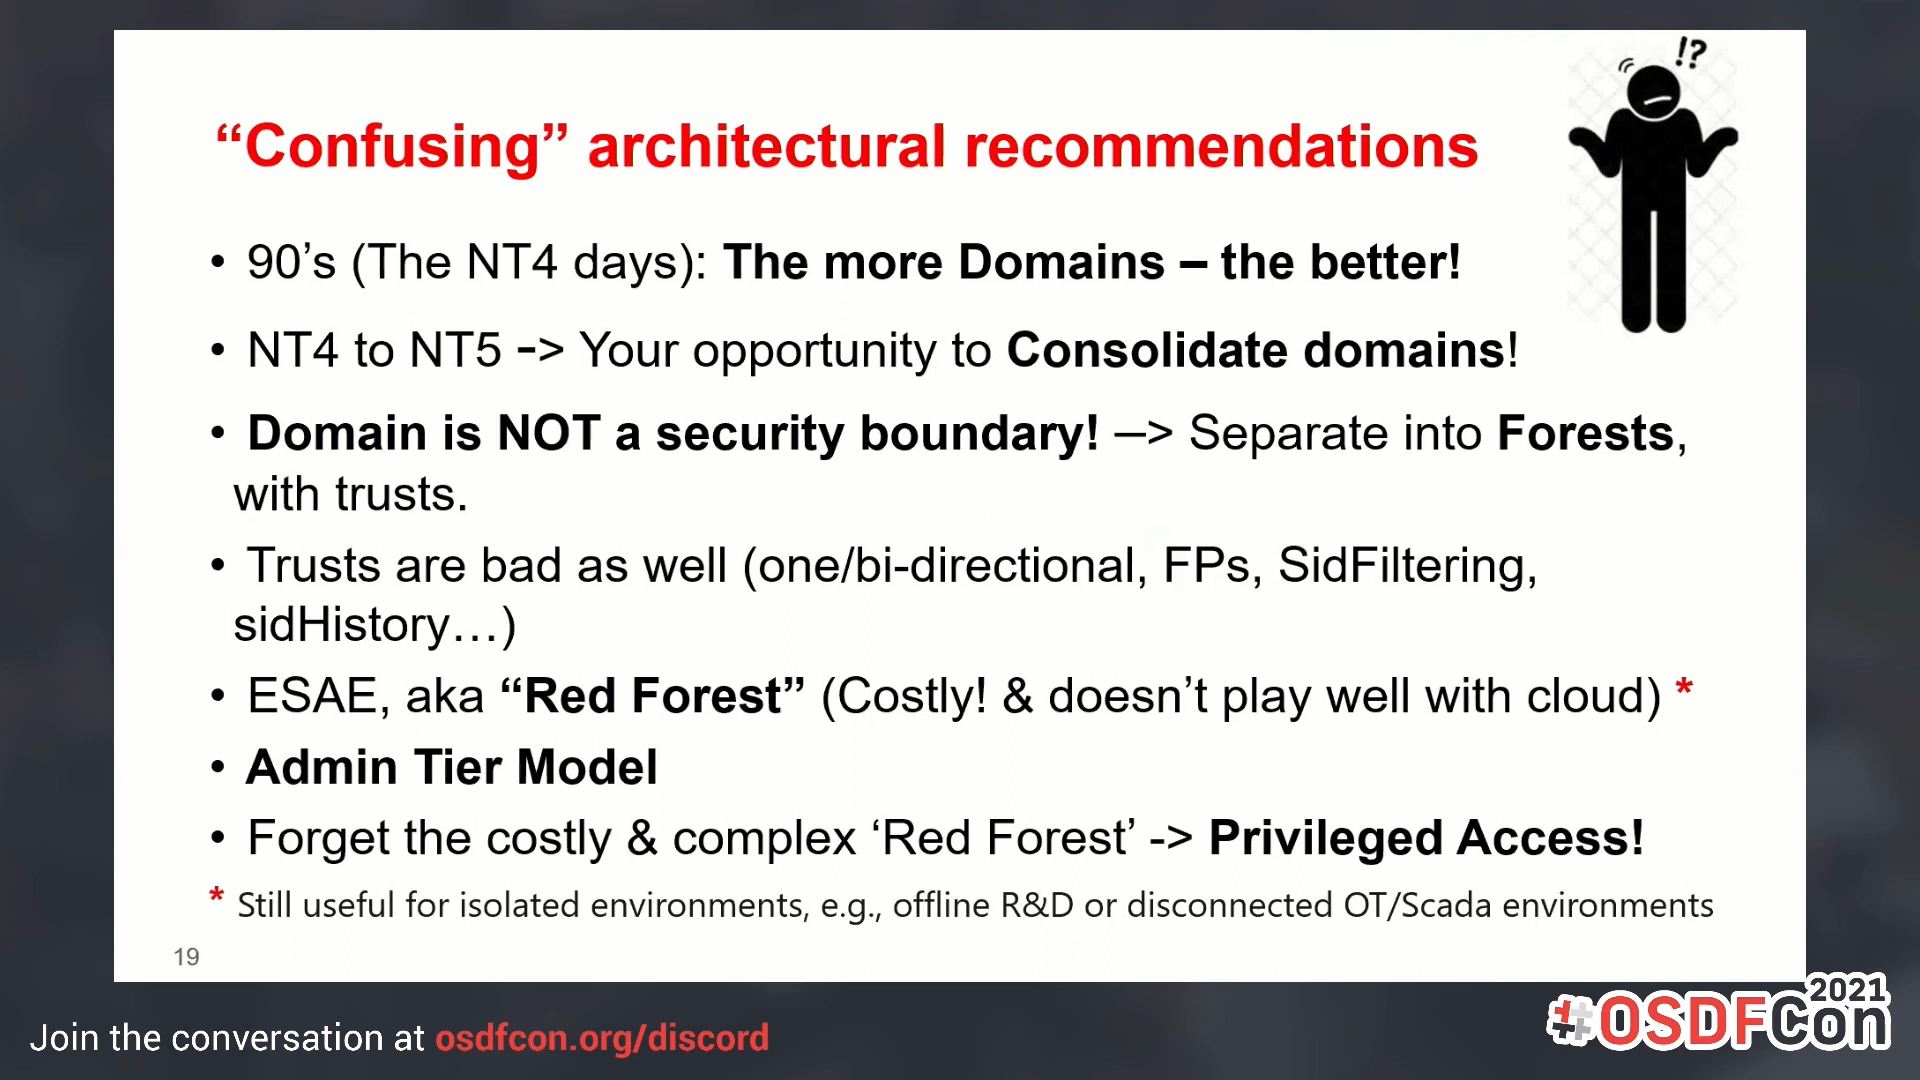 !?
“Confusing” architectural recommendations
• 90’s (The NT4 days): The more Domains – the better!
• NT4 to NT5 -> Your opportunity to Consolidate domains!
• Domain is NOT a security boundary! –> Separate into Forests,
with trusts.
• Trusts are bad as well (one/bi-directional, FPs, SidFiltering,
sidHistory…)
• ESAE, aka “Red Forest” (Costly! & doesn’t play well with cloud) *
• Admin Tier Model
• Forget the costly & complex ‘Red Forest’ -> Privileged Access!
* Still useful for isolated environments, e.g., offline R&D or disconnected OT/Scada environments
19
Join the conversation at osdfcon.org/discord
2021
#OSDFCon